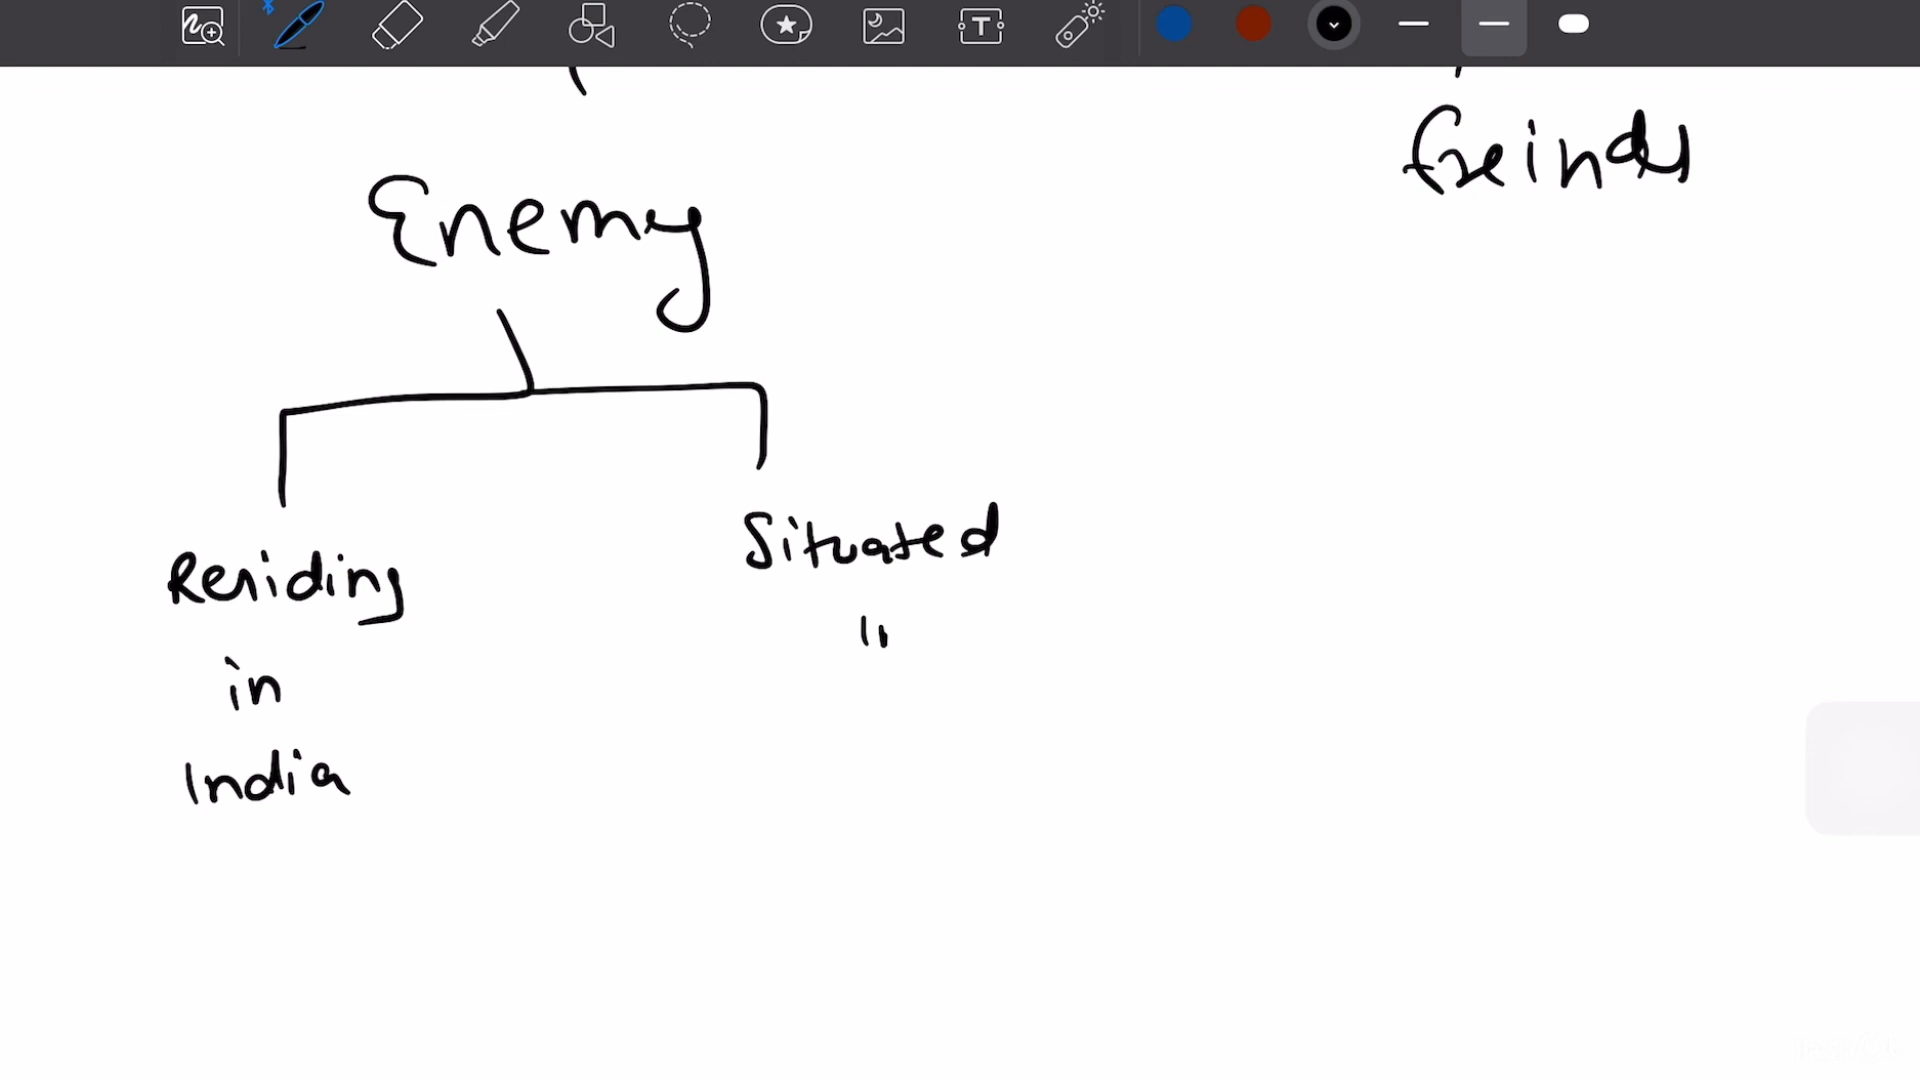 freinds
Enemy
Situated
Residing
"
in
India